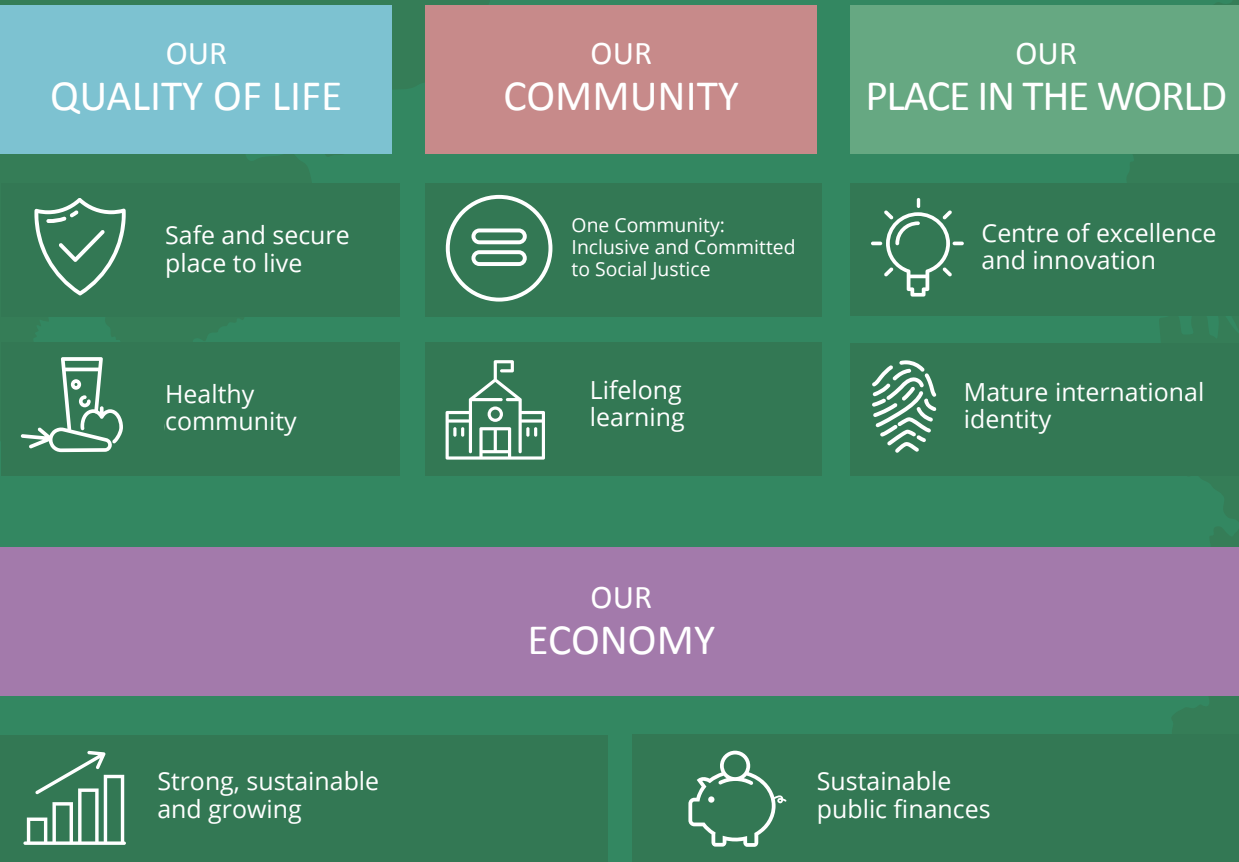 OUR
QUALITY OF LIFE
OUR
COMMUNITY
OUR
PLACE IN THE WORLD
Safe and secure
place to live
One Community:
Inclusive and Committed
to Social Justice
Centre of excellence
and innovation
Healthy
community
Lifelong
learning
Mature international
identity
OUR
ECONOMY
Strong, sustainable
and growing
Sustainable
public finances